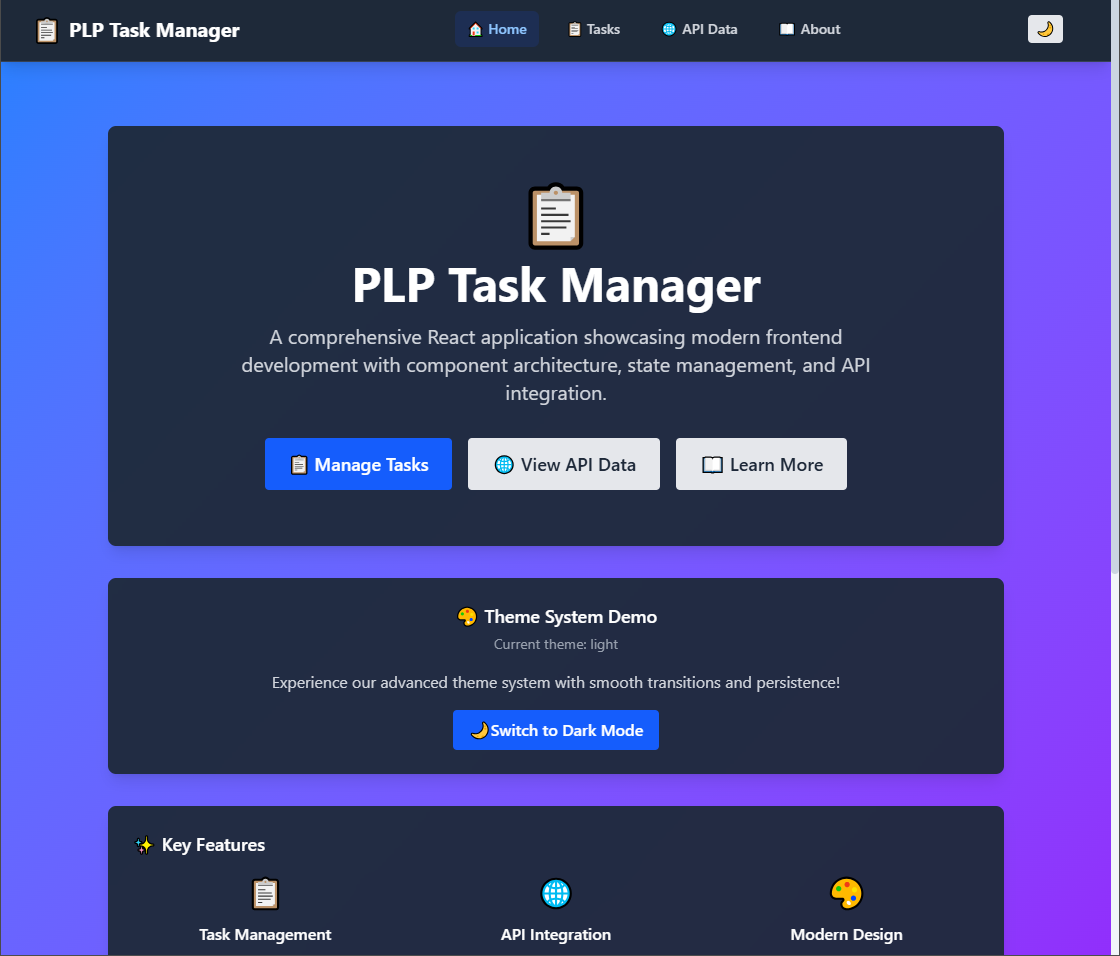 PLP Task Manager
Home
Tasks
API Data
About
PLP Task Manager
A comprehensive React application showcasing modern frontend
development with component architecture, state management, and API
integration.
Manage Tasks
View API Data
Learn More
Theme System Demo
Current theme: light
Experience our advanced theme system with smooth transitions and persistence!
Switch to Dark Mode
Key Features
Task Management
API Integration
Modern Design